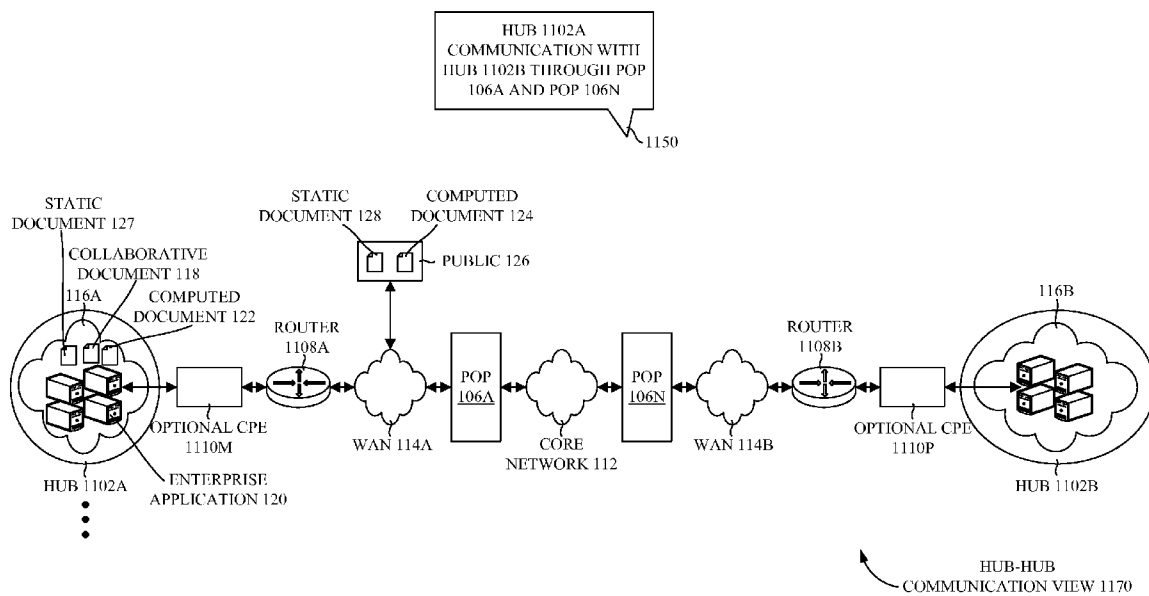 HUB 1102A
COMMUNICATION WITH
HUB 1102B THROUGH POP
106A AND POP 106N
1150
STATIC
DOCUMENT 127
COLLABORATIVE
DOCUMENT 118
116A
COMPUTED
DOCUMENT 122
STATIC
DOCUMENT 128
COMPUTED
DOCUMENT 124
PUBLIC 126
ROUTER
1108A
POP
106A
POP
106N
ROUTER
1108B
116B
OPTIONAL CPE
1110M
WAN 114A
CORE
NETWORK 112
WAN 114B
OPTIONAL CPE
1110P
HUB 1102A
ENTERPRISE
APPLICATION 120
HUB 1102B
HUB-HUB
COMMUNICATION VIEW 1170